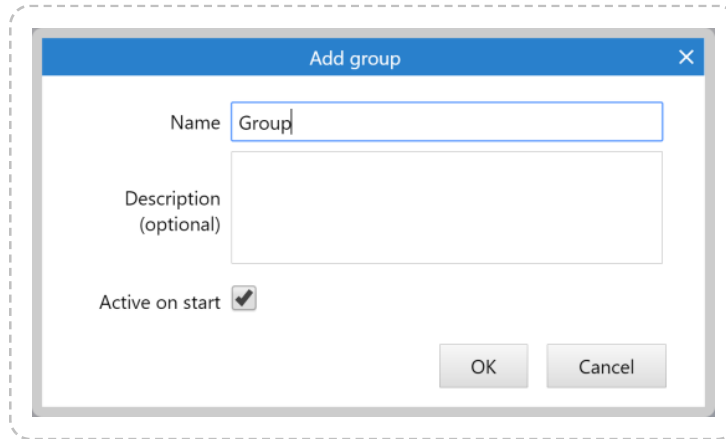 Add group
Name
Group
Description
(optional)
Active on start
OK
Cancel